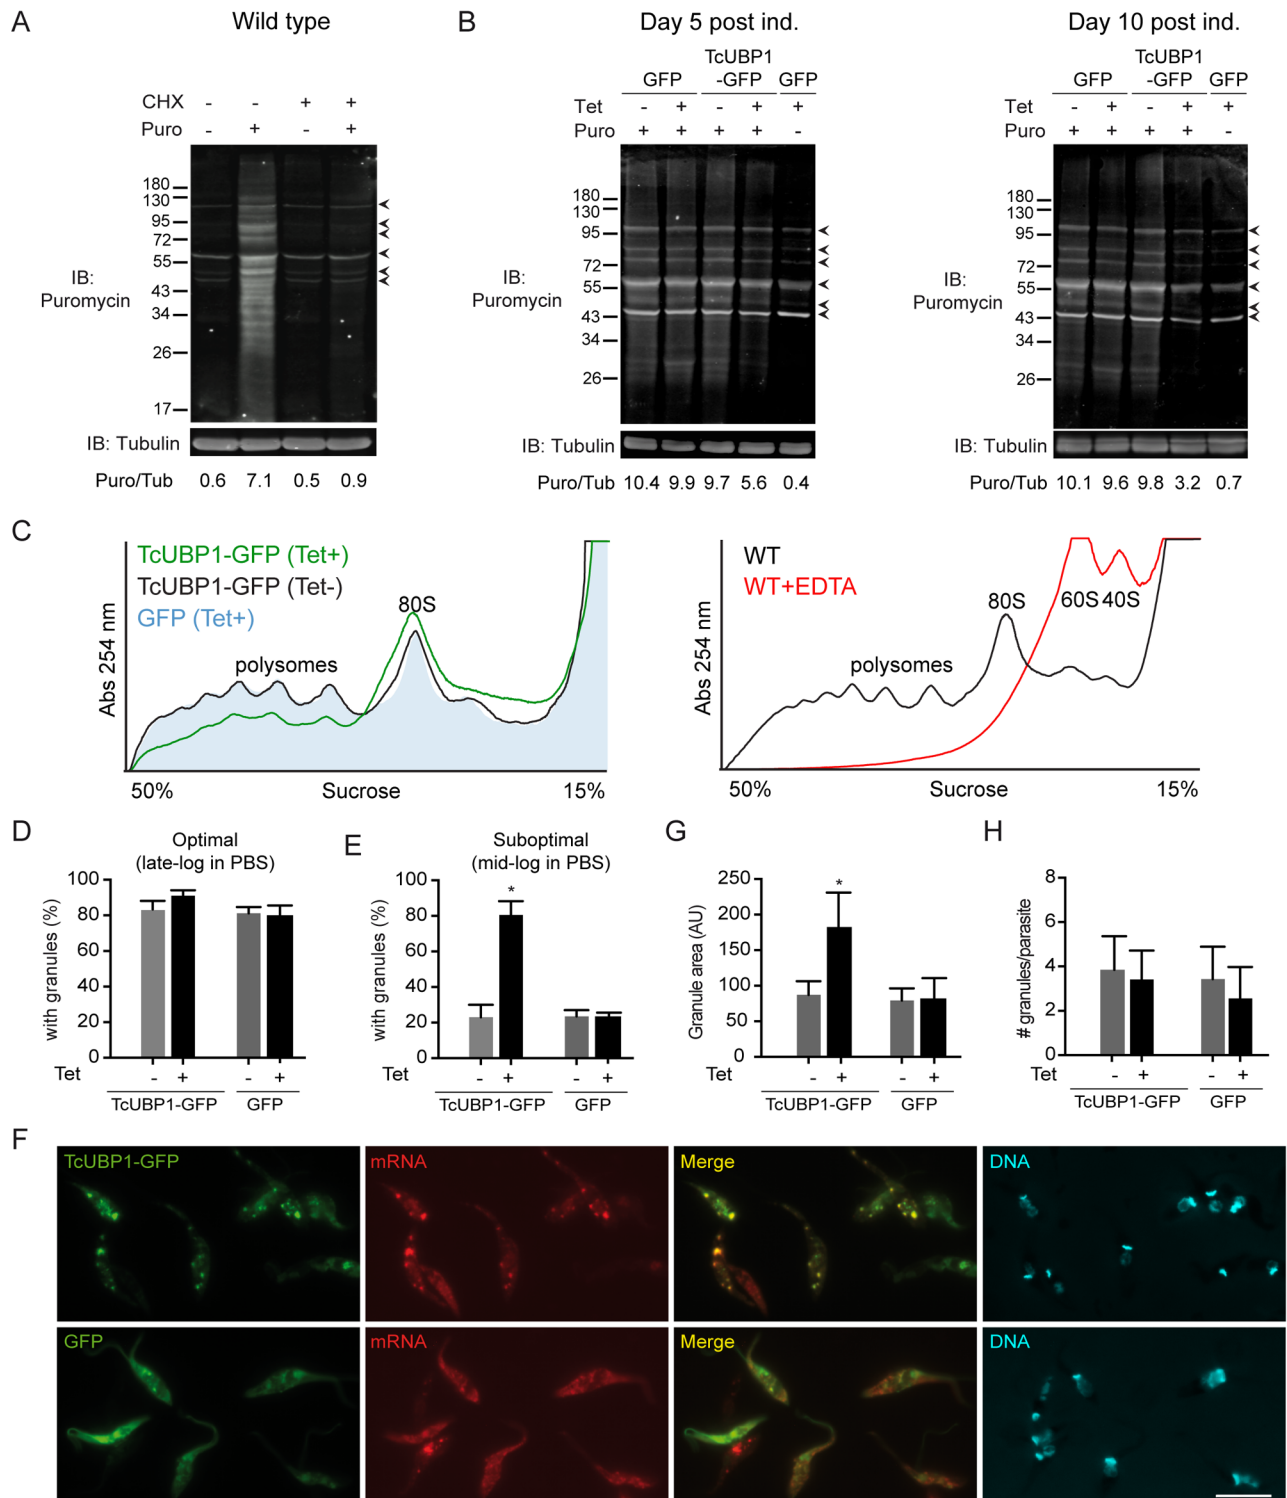 A
Wild type
CHX - - + +
Puro - + - +
180
130
95
72
55
43
34
26
17
IB:
Puromycin
IB: Tubulin
Puro/Tub 0.6 7.1 0.5 0.9
B
Day 5 post ind.
TcUBP1
GFP -GFP GFP
Tet - + - + +
Puro + + + + -
180
130
95
72
55
43
34
26
IB:
Puromycin
IB: Tubulin
Puro/Tub 10.4 9.9 9.7 5.6 0.4
Day 10 post ind.
TcUBP1
GFP -GFP GFP
Tet - + - + +
Puro + + + + -
180
130
95
72
55
43
34
26
IB:
Puromycin
IB: Tubulin
Puro/Tub 10.1 9.6 9.8 3.2 0.7
C
TcUBP1-GFP (Tet+)
TcUBP1-GFP (Tet-)
GFP (Tet+)
80S
polysomes
Abs 254 nm
50% Sucrose 15%
WT
WT+EDTA
80S 60S 40S
polysomes
Abs 254 nm
50% Sucrose 15%
D
Optimal
(late-log in PBS)
with granules (%)
100
80
60
40
20
0
Tet - + - +
TcUBP1-GFP GFP
E
Suboptimal
(mid-log in PBS)
with granules (%)
100
80
60
40
20
0
*
Tet - + - +
TcUBP1-GFP GFP
G
Granule area (AU)
250
200
150
100
50
0
*
Tet - + - +
TcUBP1-GFP GFP
H
# granules/parasite
8
6
4
2
0
Tet - + - +
TcUBP1-GFP GFP
F
TcUBP1-GFP mRNA Merge DNA
GFP mRNA Merge DNA